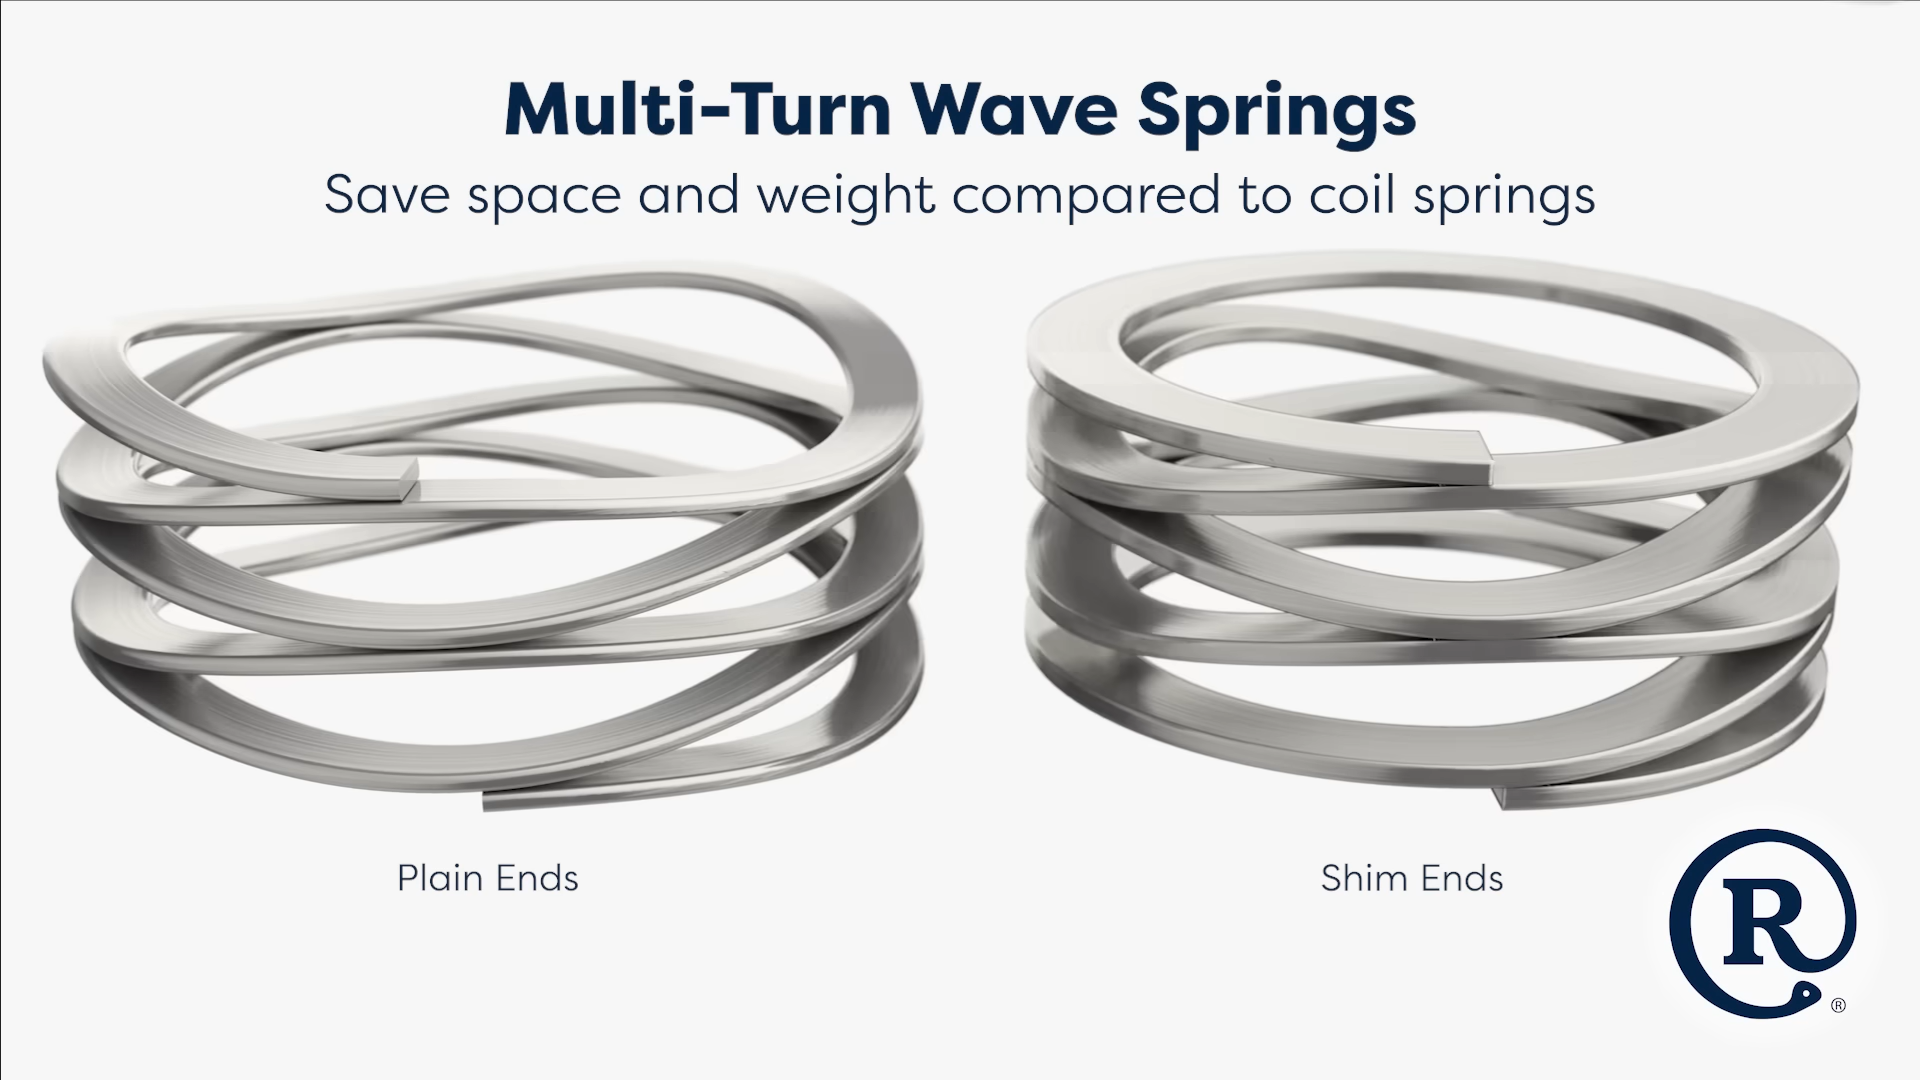 Multi-Turn Wave Springs
Save space and weight compared to coil springs
Plain Ends
Shim Ends
R
®